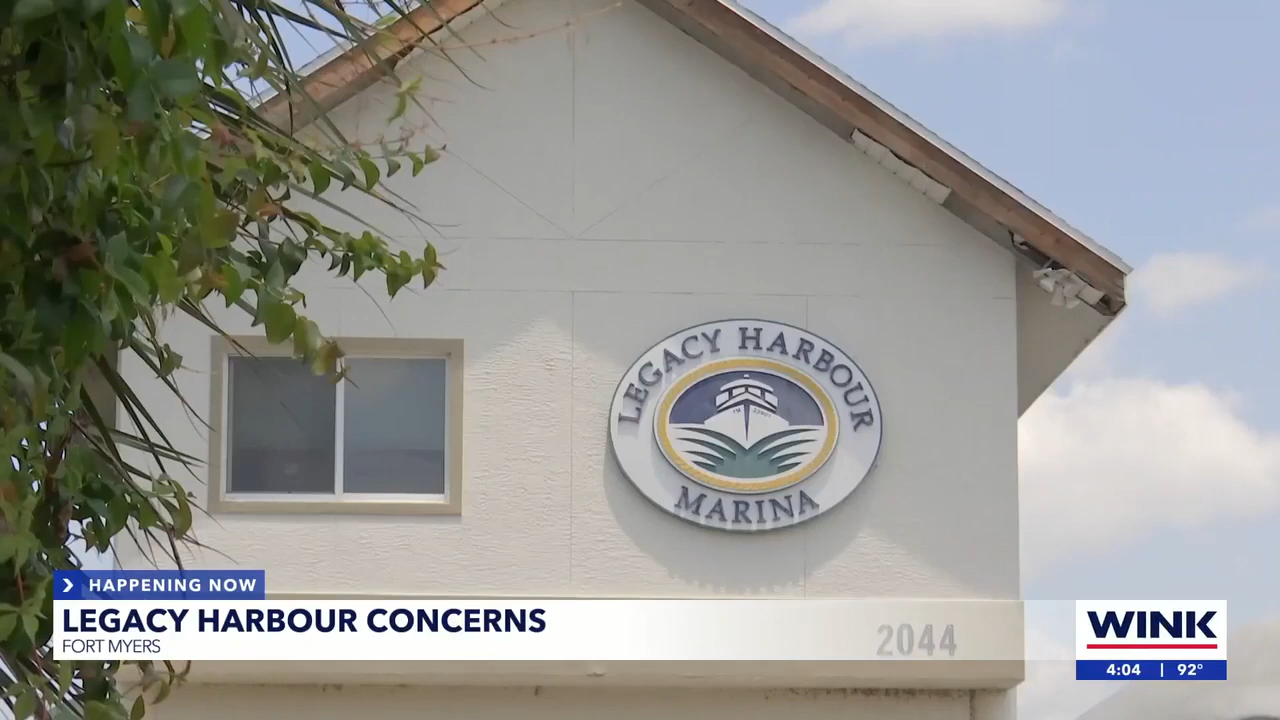 LEGACY HARBOUR
MARINA
HAPPENING NOW
LEGACY HARBOUR CONCERNS
FORT MYERS
2044
WINK
4:04 | 92°